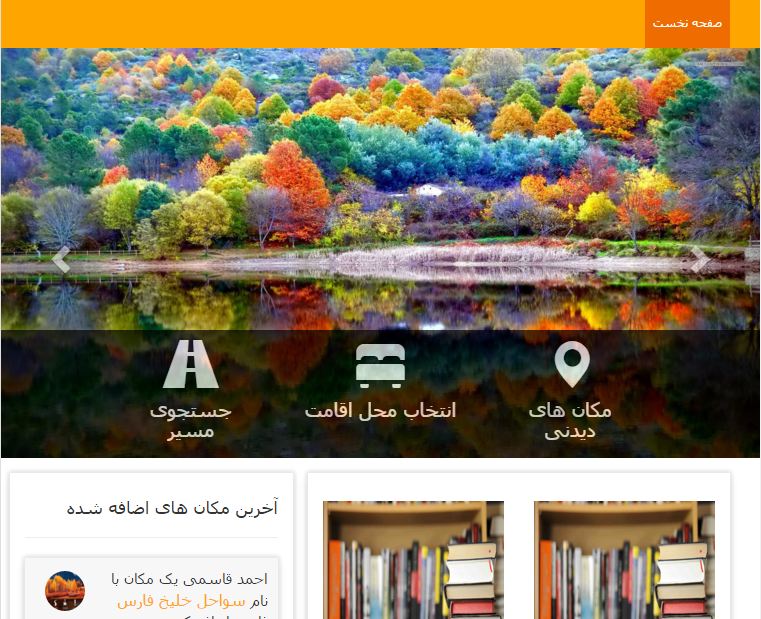 صفحه نخست
مکان های
دیدنی
انتخاب محل اقامت
جستجوی
مسیر
آخرین مکان های اضافه شده
احمد قاسمی یک مکان با
نام سواحل خلیج فارس